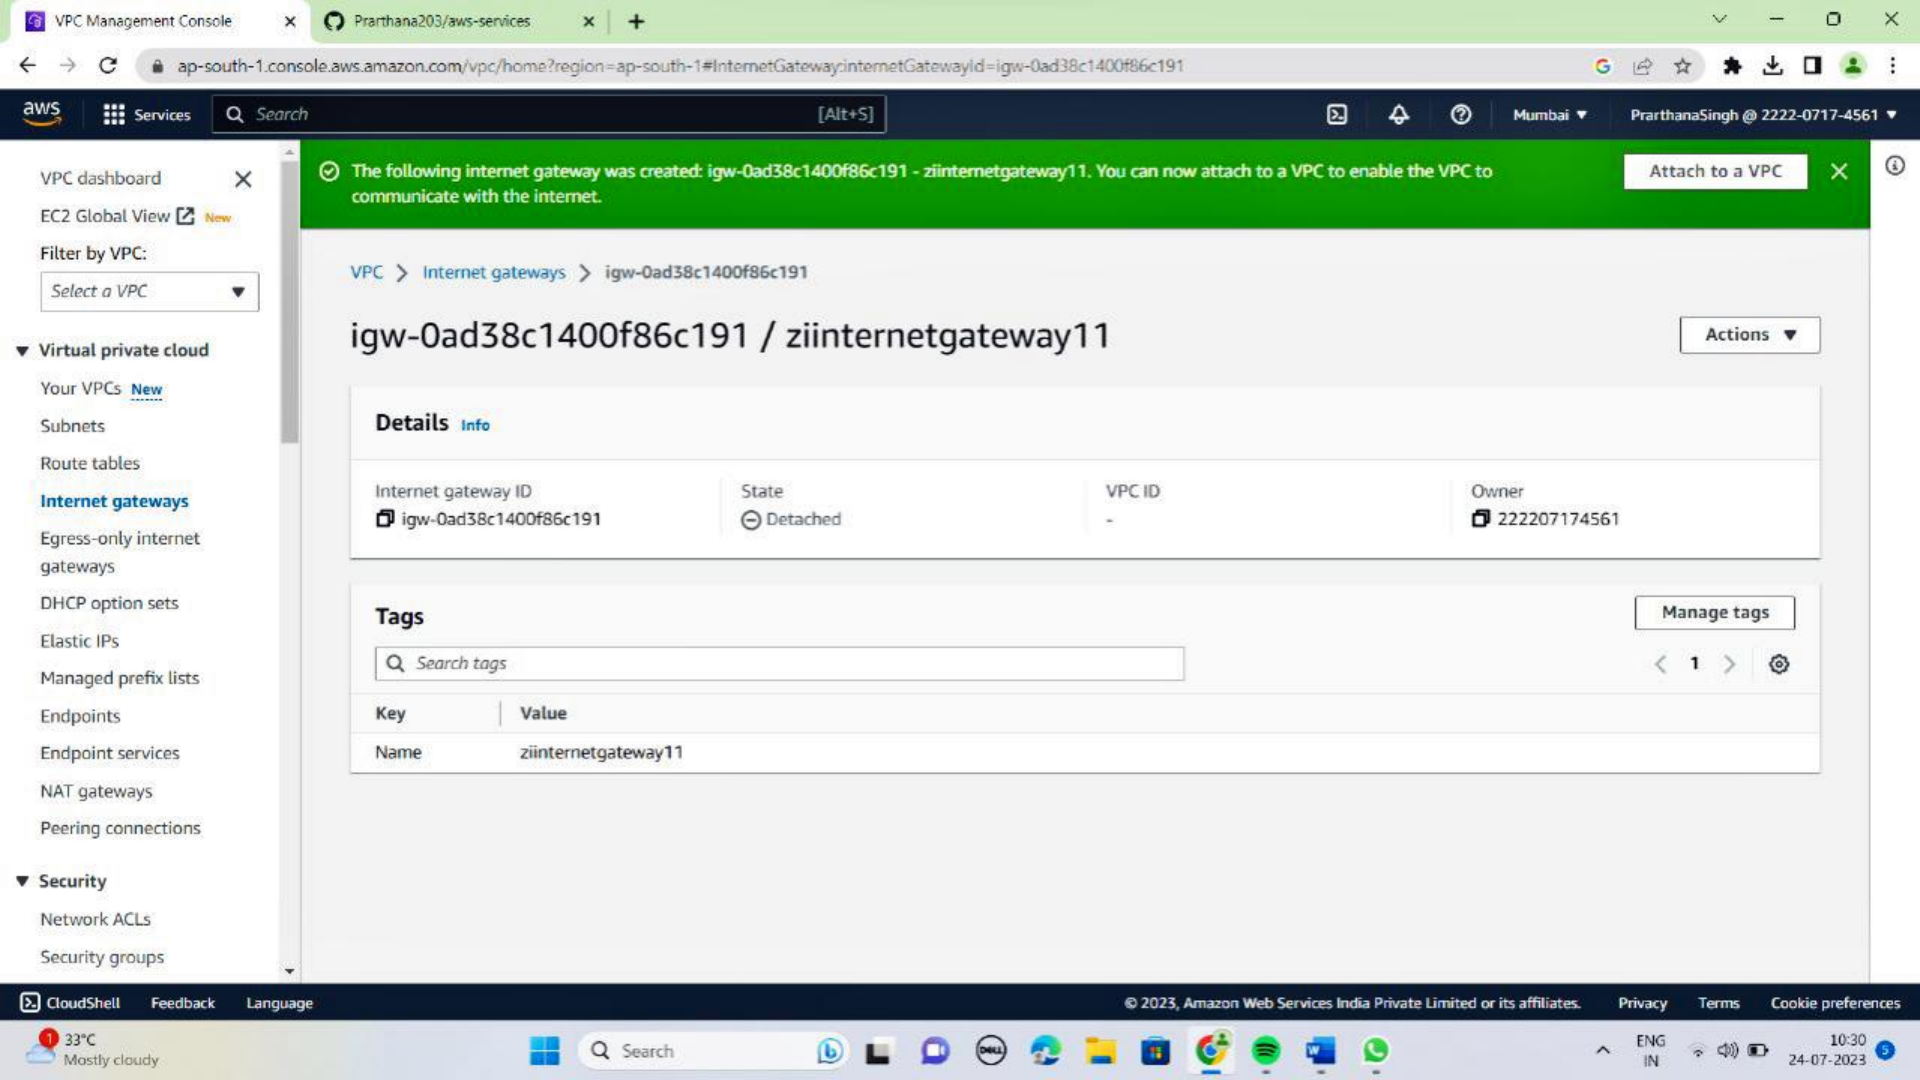 VPC Management Console
Prarthana203/aws-services
ap-south-1.console.aws.amazon.com/vpc/home?region=ap-south-1#InternetGateway:internetGatewayId=igw-0ad38c1400f86c191
aws
Services
Search
[Alt+S]
Mumbai
PrarthanaSingh @ 2222-0717-4561
VPC dashboard
EC2 Global View New
Filter by VPC:
Select a VPC
Virtual private cloud
Your VPCs New
Subnets
Route tables
Internet gateways
Egress-only internet
gateways
DHCP option sets
Elastic IPs
Managed prefix lists
Endpoints
Endpoint services
NAT gateways
Peering connections
Security
Network ACLs
Security groups
The following internet gateway was created: igw-0ad38c1400f86c191 - ziinternetgateway11. You can now attach to a VPC to enable the VPC to
communicate with the internet.
Attach to a VPC
VPC > Internet gateways > igw-0ad38c1400f86c191
igw-0ad38c1400f86c191 / ziinternetgateway11
Actions
Details Info
Internet gateway ID
igw-0ad38c1400f86c191
State
Detached
VPC ID
-
Owner
222207174561
Tags
Manage tags
Search tags
1
Key Value
Name ziinternetgateway11
CloudShell Feedback Language
© 2023, Amazon Web Services India Private Limited or its affiliates. Privacy Terms Cookie preferences
1
33°C
Mostly cloudy
Search
DELL
ENG
IN
10:30
24-07-2023
5